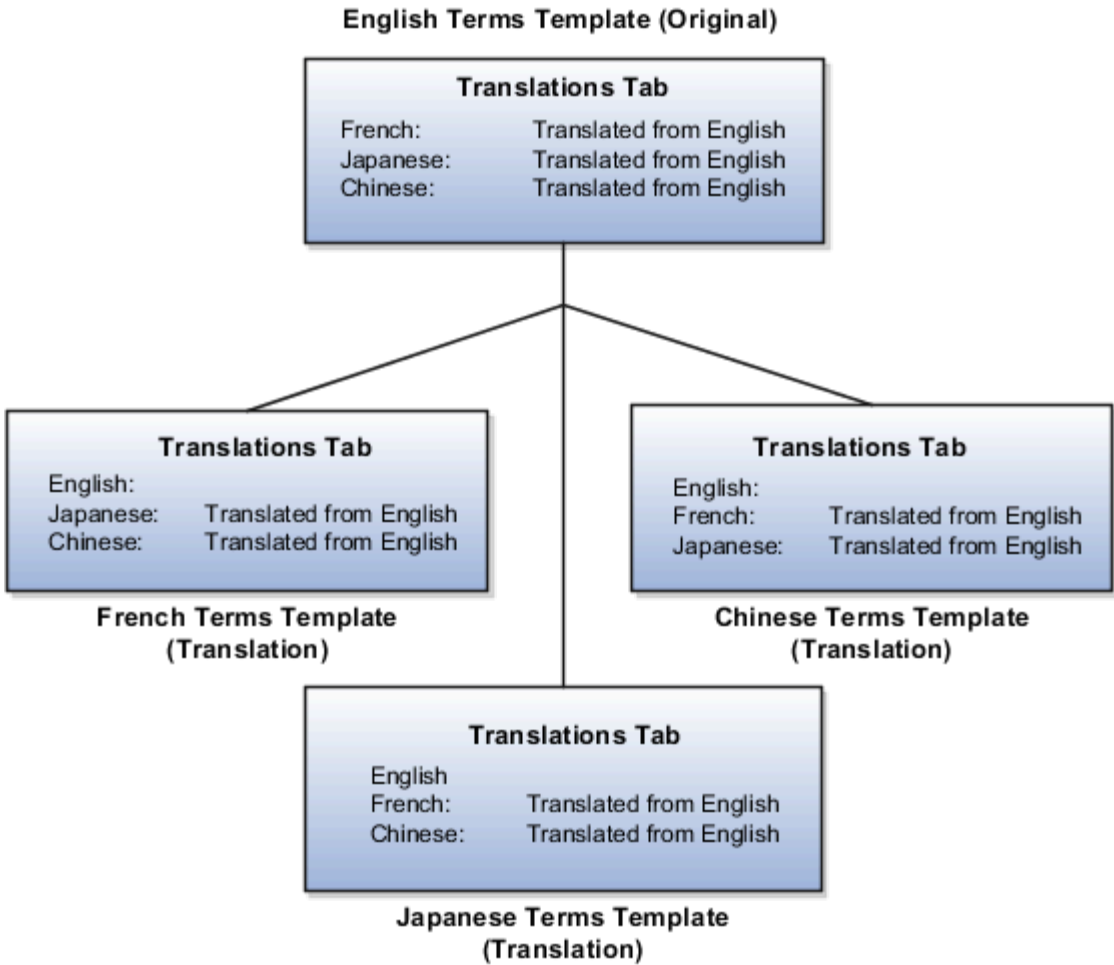 English Terms Template (Original)
Translations Tab
French: Translated from English
Japanese: Translated from English
Chinese: Translated from English
Translations Tab
English:
Japanese: Translated from English
Chinese: Translated from English
French Terms Template
(Translation)
Translations Tab
English:
French: Translated from English
Japanese: Translated from English
Chinese Terms Template
(Translation)
Translations Tab
English
French: Translated from English
Chinese: Translated from English
Japanese Terms Template
(Translation)